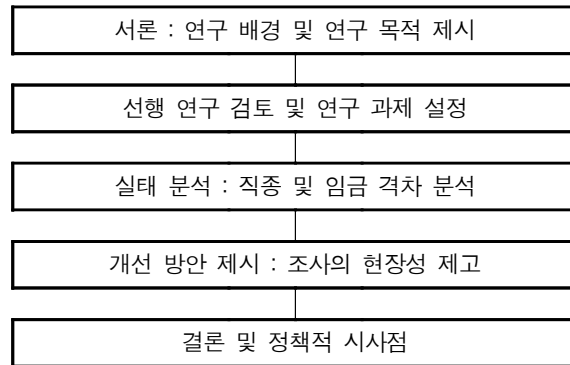 서론 : 연구 배경 및 연구 목적 제시
선행 연구 검토 및 연구 과제 설정
실태 분석 : 직종 및 임금 격차 분석
개선 방안 제시 : 조사의 현장성 제고
결론 및 정책적 시사점